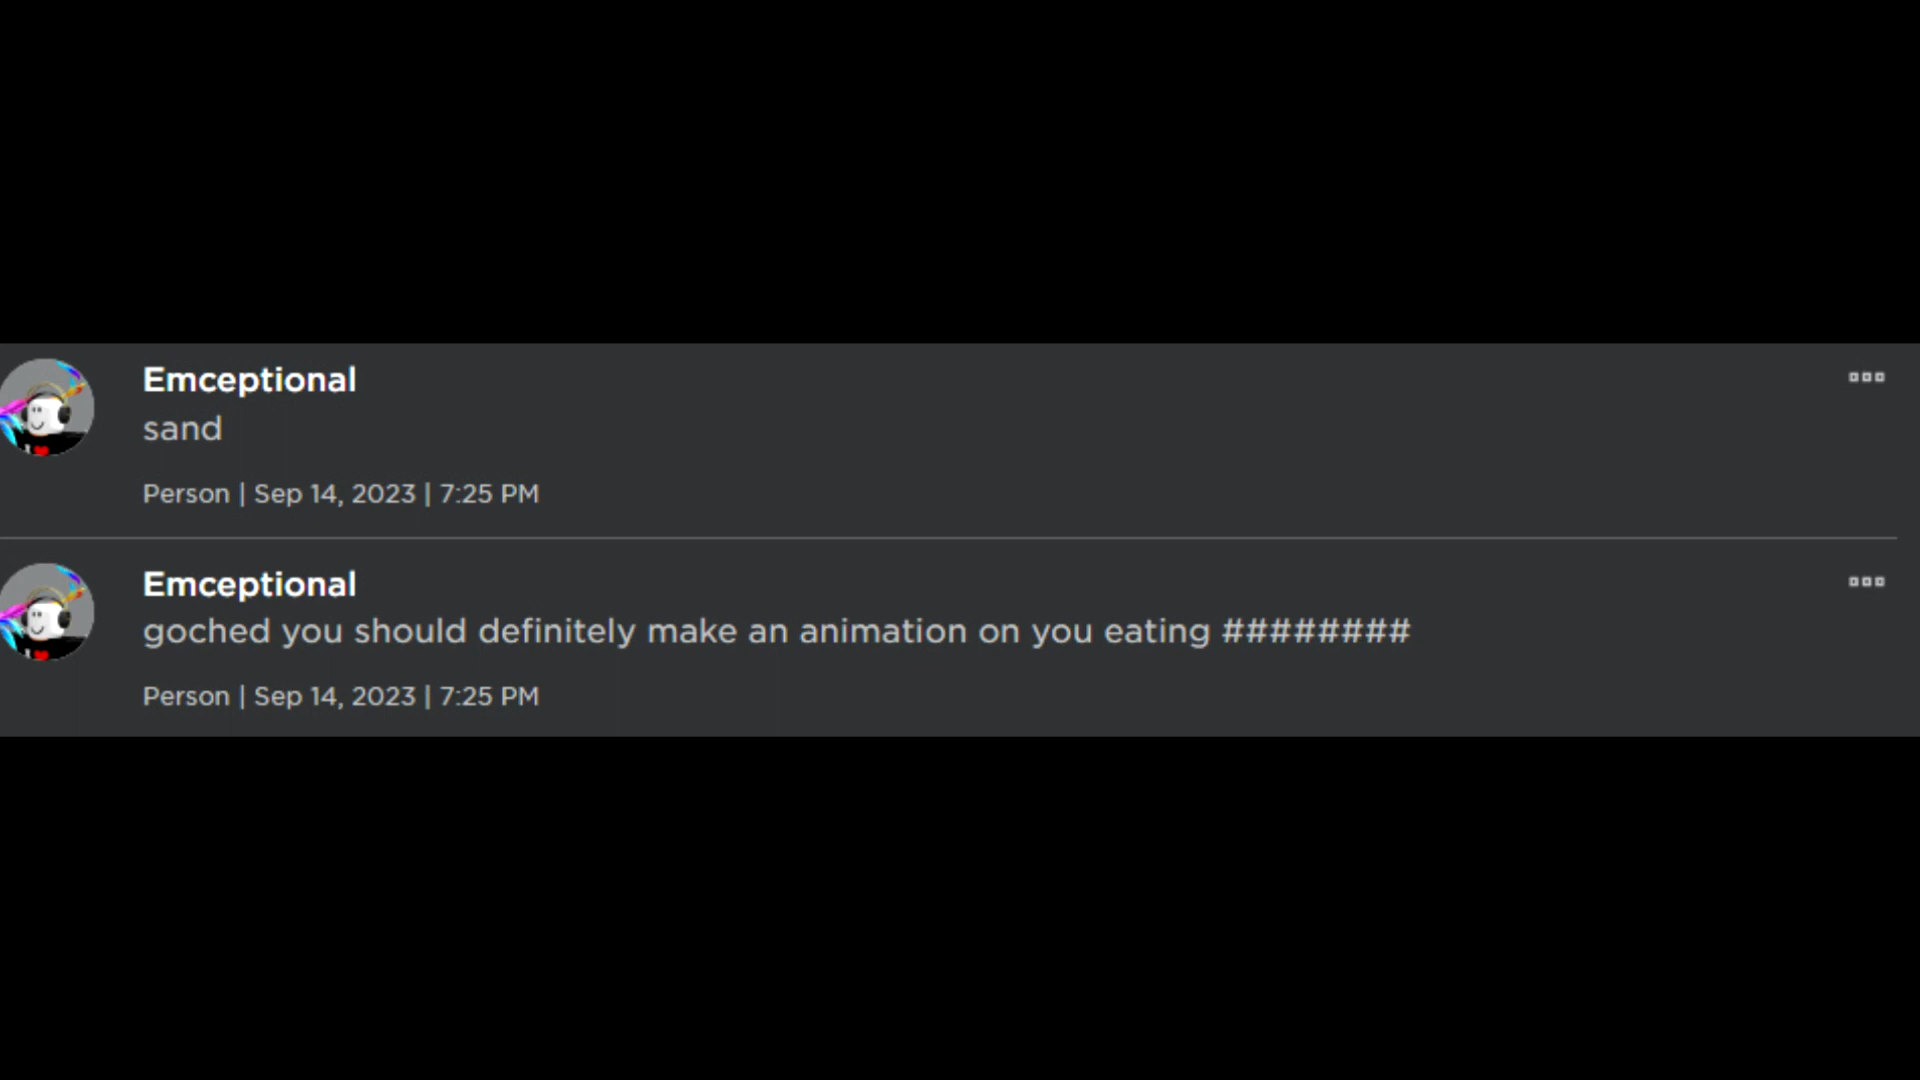 Emceptional
sand
Person | Sep 14, 2023 | 7:25 PM
Emceptional
goched you should definitely make an animation on you eating ########
Person | Sep 14, 2023 | 7:25 PM